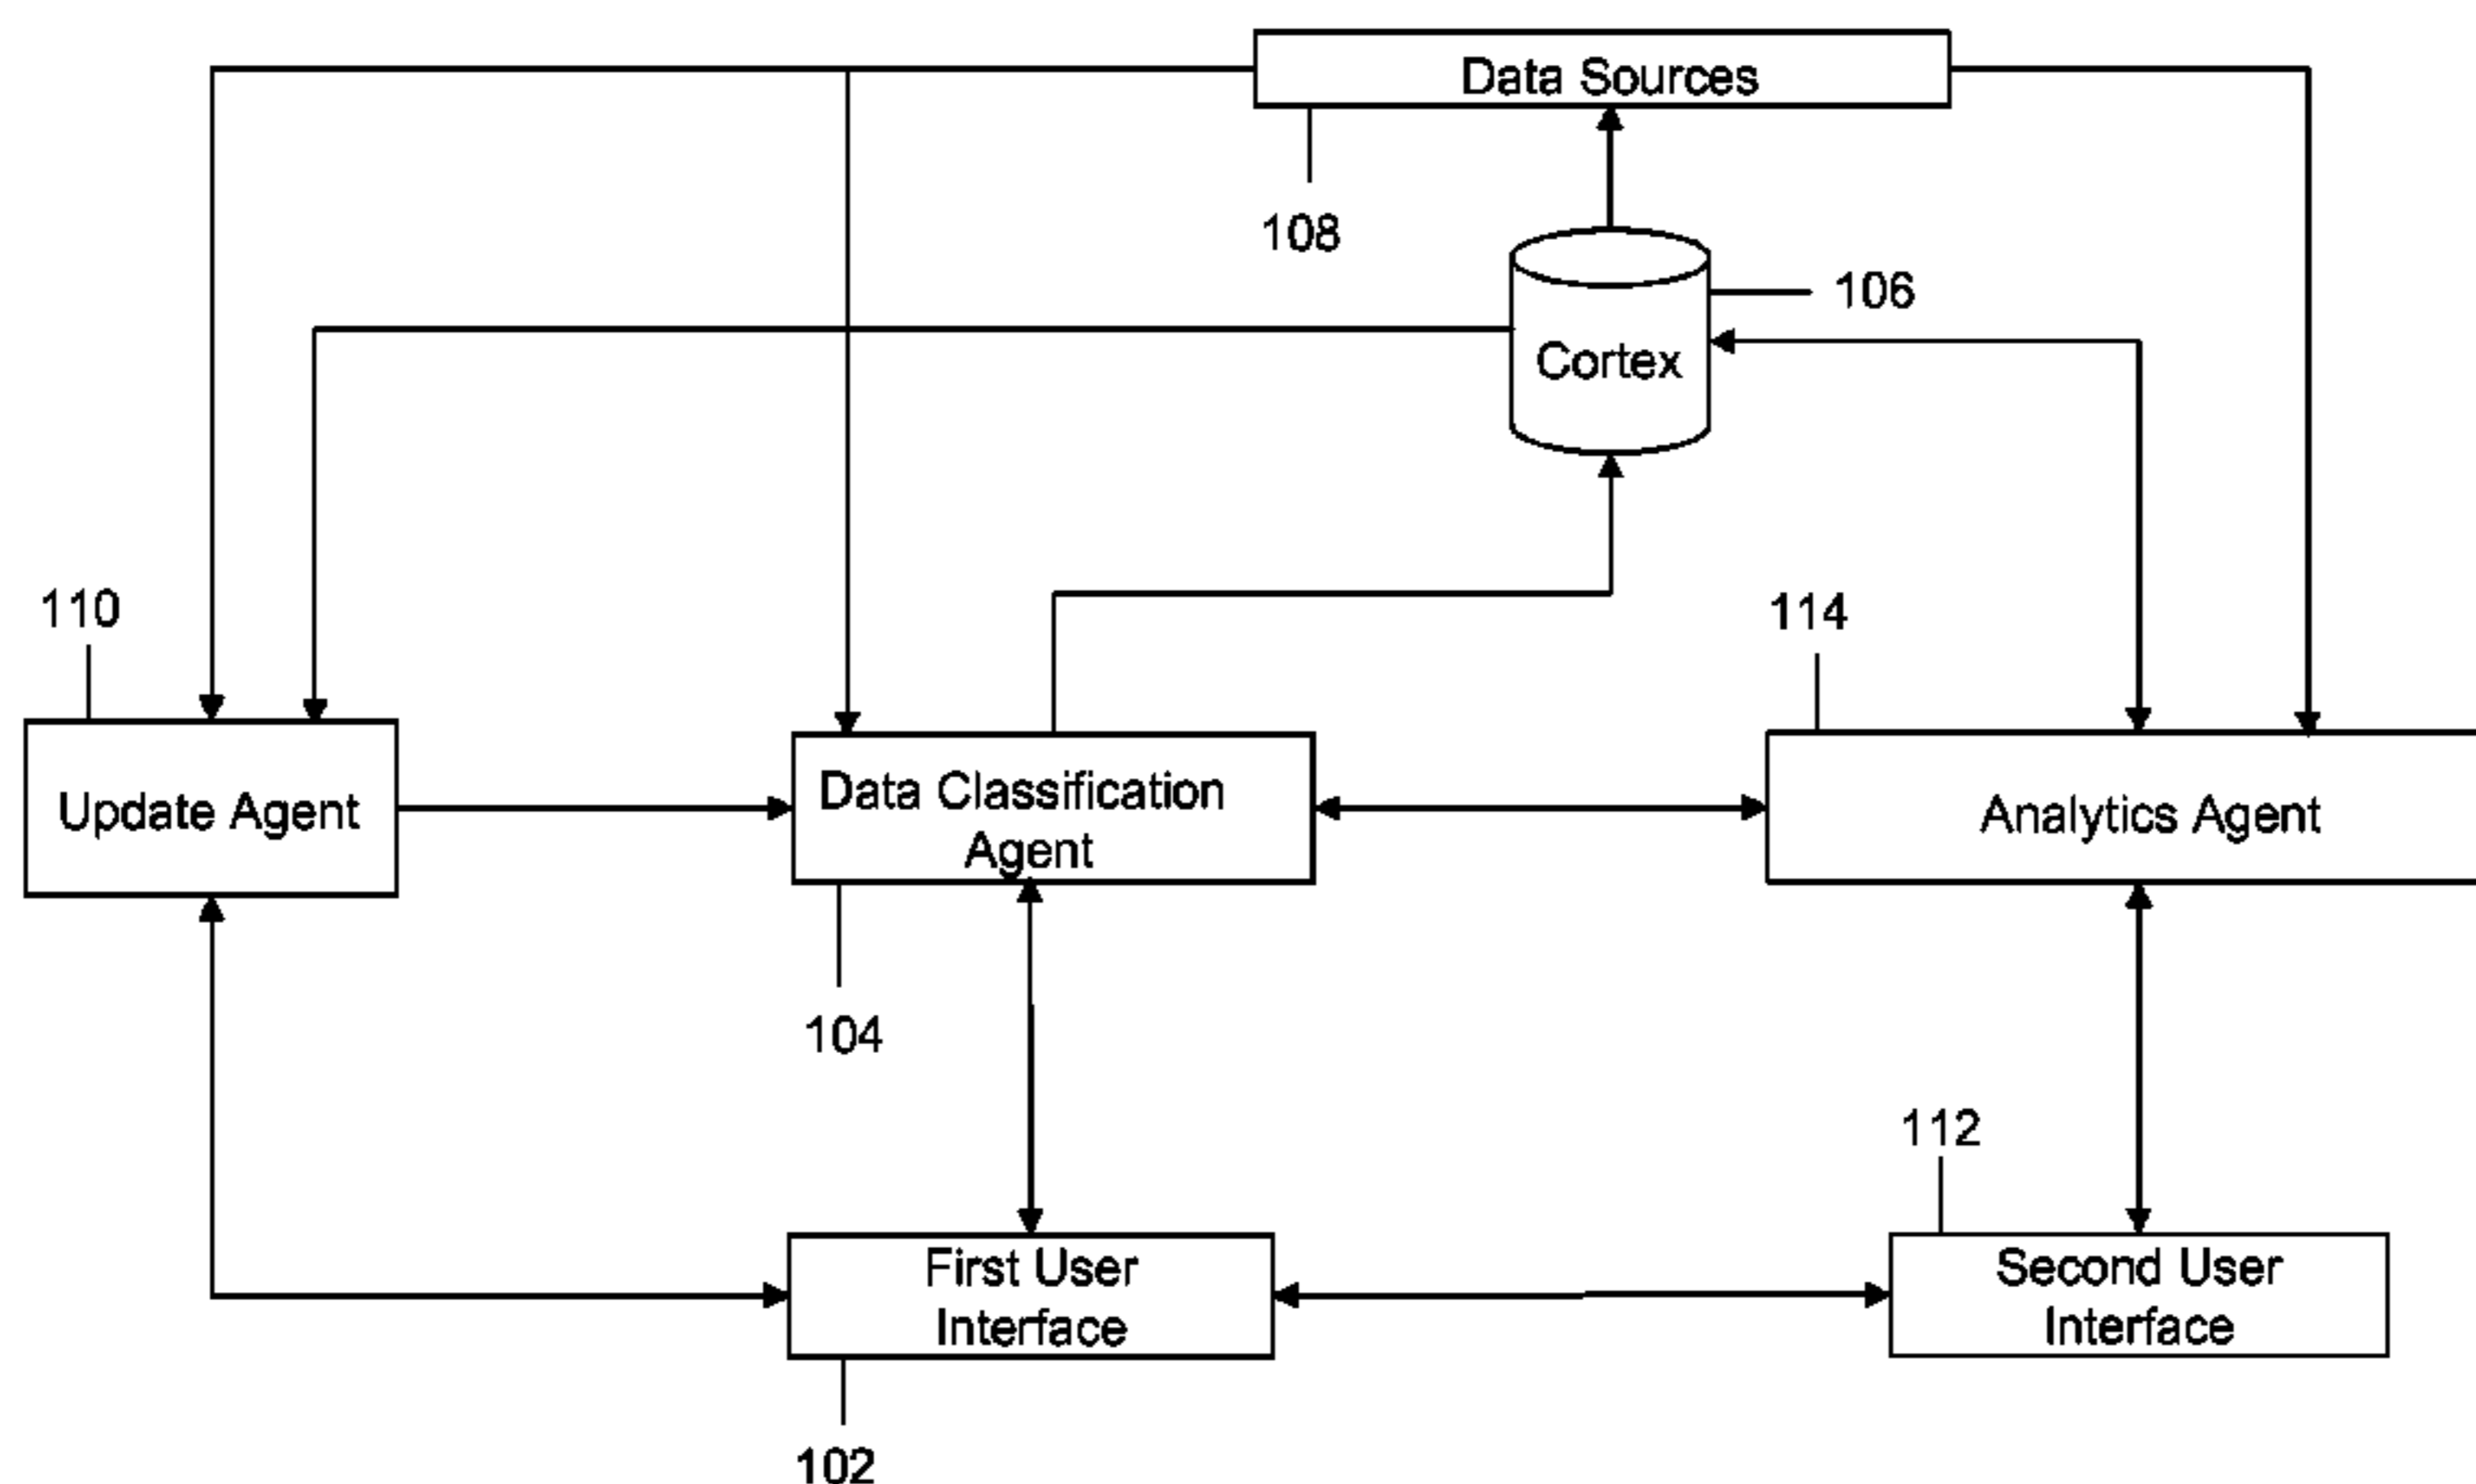 Data Sources
108
106
Cortex
110
114
Update Agent
Data Classification
Agent
Analytics Agent
104
112
First User
Interface
Second User
Interface
102